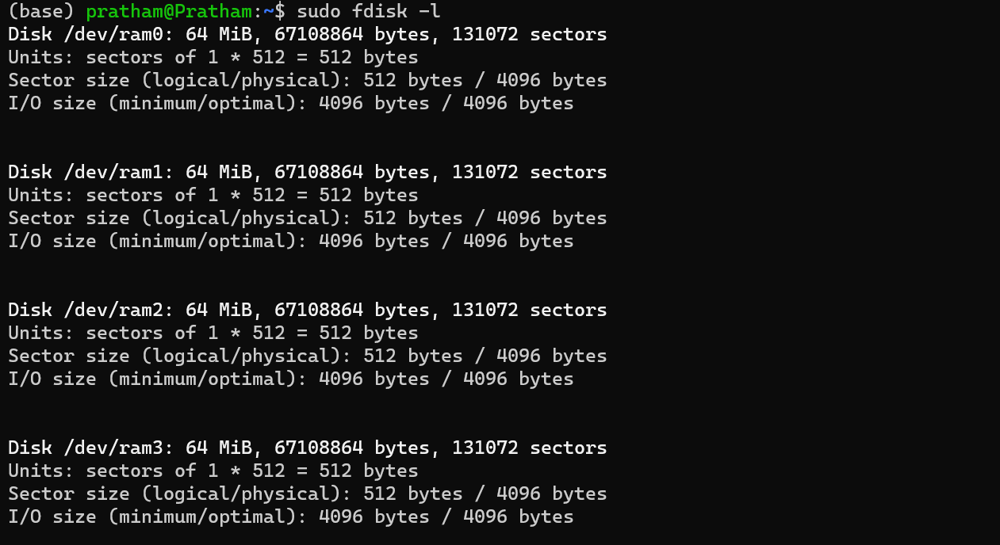 (base) pratham@Pratham:~$ sudo fdisk -l
Disk /dev/ram0: 64 MiB, 67108864 bytes, 131072 sectors
Units: sectors of 1 * 512 = 512 bytes
Sector size (logical/physical): 512 bytes / 4096 bytes
I/O size (minimum/optimal): 4096 bytes / 4096 bytes
Disk /dev/ram1: 64 MiB, 67108864 bytes, 131072 sectors
Units: sectors of 1 * 512 = 512 bytes
Sector size (logical/physical): 512 bytes / 4096 bytes
I/O size (minimum/optimal): 4096 bytes / 4096 bytes
Disk /dev/ram2: 64 MiB, 67108864 bytes, 131072 sectors
Units: sectors of 1 * 512 = 512 bytes
Sector size (logical/physical): 512 bytes / 4096 bytes
I/O size (minimum/optimal): 4096 bytes / 4096 bytes
Disk /dev/ram3: 64 MiB, 67108864 bytes, 131072 sectors
Units: sectors of 1 * 512 = 512 bytes
Sector size (logical/physical): 512 bytes / 4096 bytes
I/O size (minimum/optimal): 4096 bytes / 4096 bytes